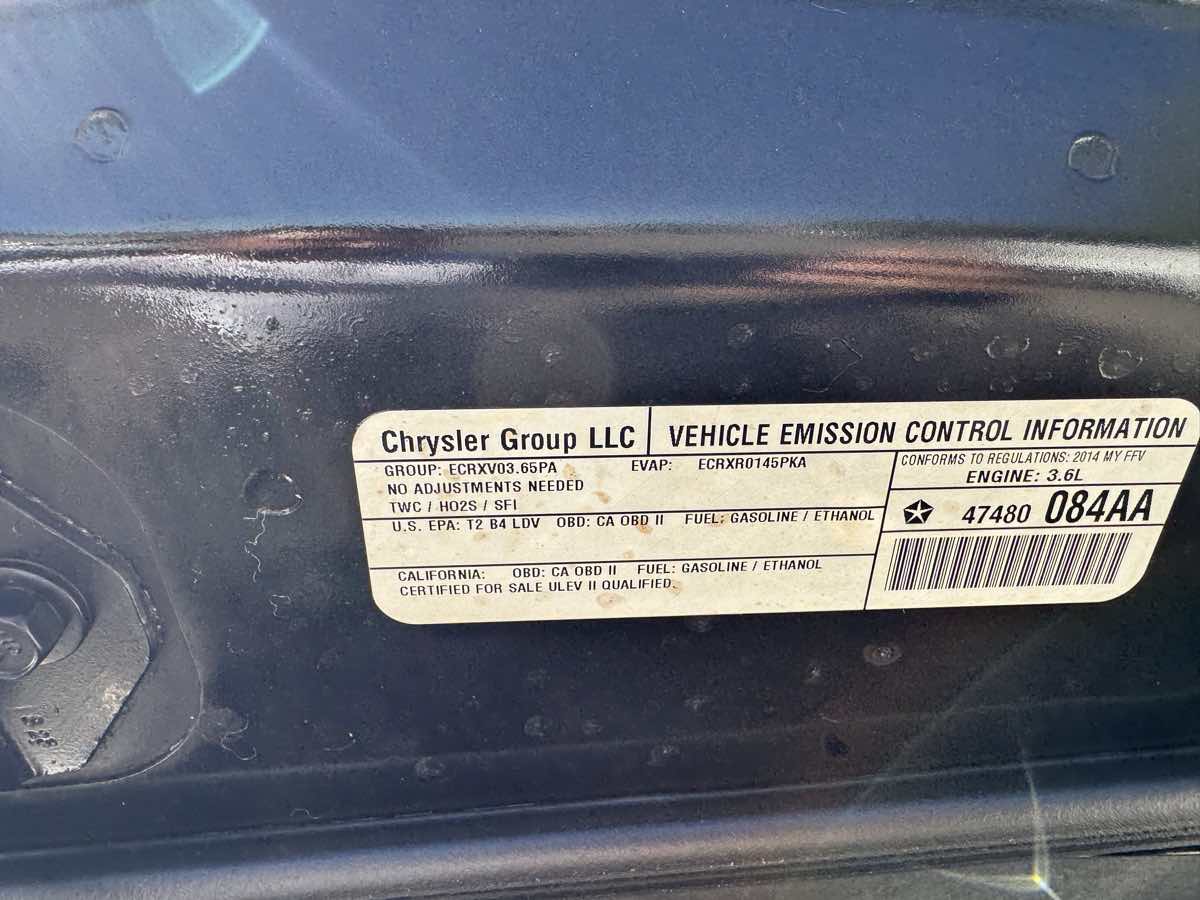 Chrysler Group LLC
VEHICLE EMISSION CONTROL INFORMATION
GROUP: ECRXV03.65PA EVAP: ECRXR0145PKA
NO ADJUSTMENTS NEEDED
TWC / HO2S / SFI
CONFORMS TO REGULATIONS: 2014 MY FFV
ENGINE: 3.6L
U.S. EPA: T2 B4 LDV OBD: CA OBD II FUEL: GASOLINE / ETHANOL
47480 084AA
CALIFORNIA: OBD: CA OBD II FUEL: GASOLINE / ETHANOL
CERTIFIED FOR SALE ULEV II QUALIFIED.